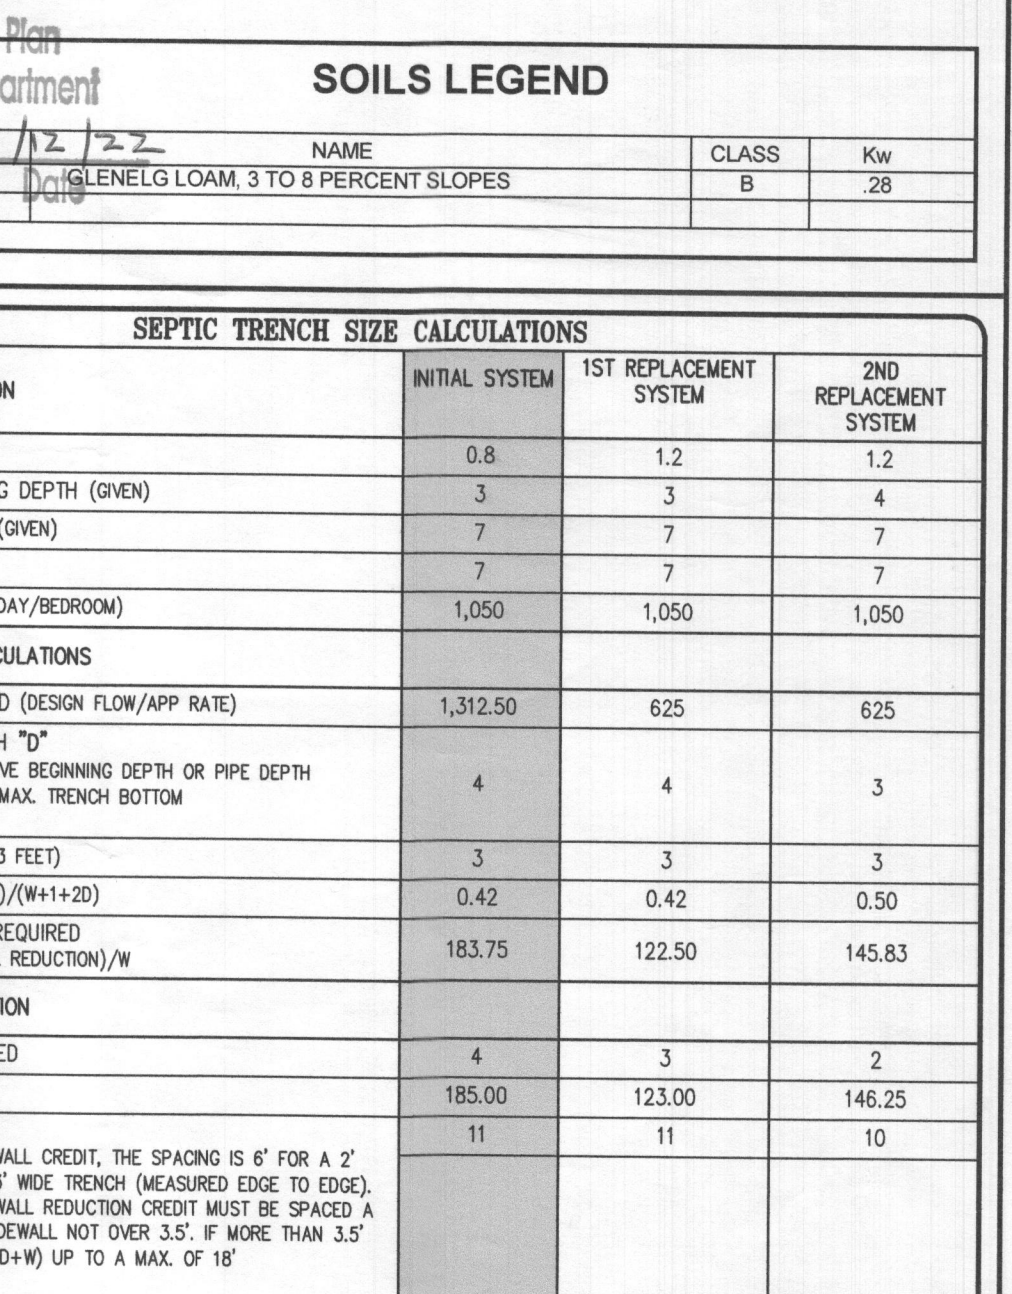 Plan
artment
SOILS LEGEND
/12/22
NAME CLASS Kw
Date
GLENELG LOAM, 3 TO 8 PERCENT SLOPES B .28
SEPTIC TRENCH SIZE CALCULATIONS
ON INITIAL SYSTEM 1ST REPLACEMENT SYSTEM 2ND REPLACEMENT SYSTEM
0.8 1.2 1.2
G DEPTH (GIVEN) 3 3 4
(GIVEN) 7 7 7
7 7 7
DAY/BEDROOM) 1,050 1,050 1,050
CULATIONS
D (DESIGN FLOW/APP RATE) 1,312.50 625 625
H "D"
VE BEGINNING DEPTH OR PIPE DEPTH 4 4 3
MAX. TRENCH BOTTOM
3 FEET) 3 3 3
)/(W+1+2D) 0.42 0.42 0.50
REQUIRED
REDUCTION)/W 183.75 122.50 145.83
ION
ED 4 3 2
185.00 123.00 146.25
11 11 10
WALL CREDIT, THE SPACING IS 6' FOR A 2'
' WIDE TRENCH (MEASURED EDGE TO EDGE).
WALL REDUCTION CREDIT MUST BE SPACED A
DEWALL NOT OVER 3.5'. IF MORE THAN 3.5'
D+W) UP TO A MAX. OF 18'